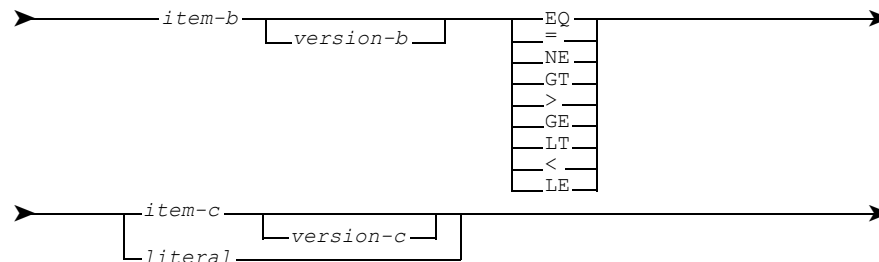 item-b
version-b
EQ
=
NE
GT
>
GE
LT
<
LE
item-c
version-c
literal